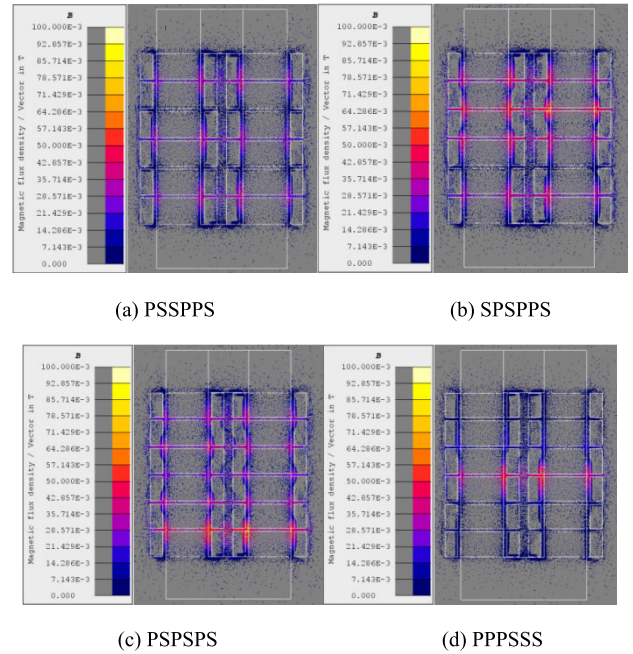 B
100.000E-3
92.857E-3
85.714E-3
78.571E-3
71.429E-3
64.286E-3
57.143E-3
50.000E-3
42.857E-3
35.714E-3
28.571E-3
21.429E-3
14.286E-3
7.143E-3
0.000
Magnetic flux density / Vector in T
B
100.000E-3
92.857E-3
85.714E-3
78.571E-3
71.429E-3
64.286E-3
57.143E-3
50.000E-3
42.857E-3
35.714E-3
28.571E-3
21.429E-3
14.286E-3
7.143E-3
0.000
Magnetic flux density / Vector in T
(a) PSSPPS
(b) SPSPPS
B
100.000E-3
92.857E-3
85.714E-3
78.571E-3
71.429E-3
64.286E-3
57.143E-3
50.000E-3
42.857E-3
35.714E-3
28.571E-3
21.429E-3
14.286E-3
7.143E-3
0.000
Magnetic flux density / Vector in T
B
100.000E-3
92.857E-3
85.714E-3
78.571E-3
71.429E-3
64.286E-3
57.143E-3
50.000E-3
42.857E-3
35.714E-3
28.571E-3
21.429E-3
14.286E-3
7.143E-3
0.000
Magnetic flux density / Vector in T
(c) PSPSPS
(d) PPPSSS